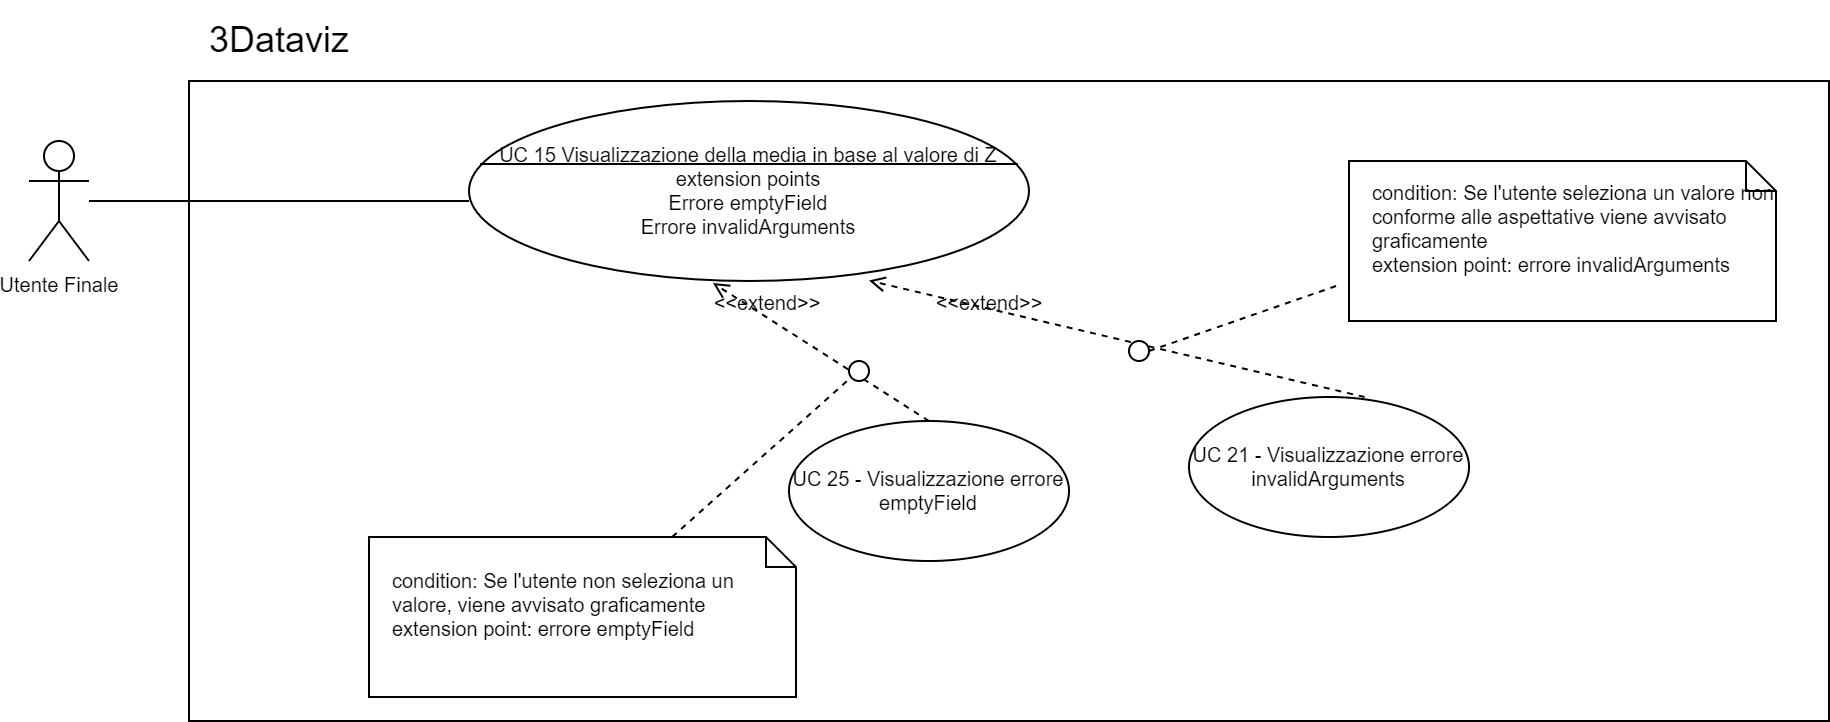 3Dataviz
Utente Finale
UC 15 Visualizzazione della media in base al valore di Z
extension points
Errore emptyField
Errore invalidArguments
condition: Se l'utente seleziona un valore non
conforme alle aspettative viene avvisato
graficamente
extension point: errore invalidArguments
<<extend>>
<<extend>>
UC 25 - Visualizzazione errore
emptyField
UC 21 - Visualizzazione errore
invalidArguments
condition: Se l'utente non seleziona un
valore, viene avvisato graficamente
extension point: errore emptyField